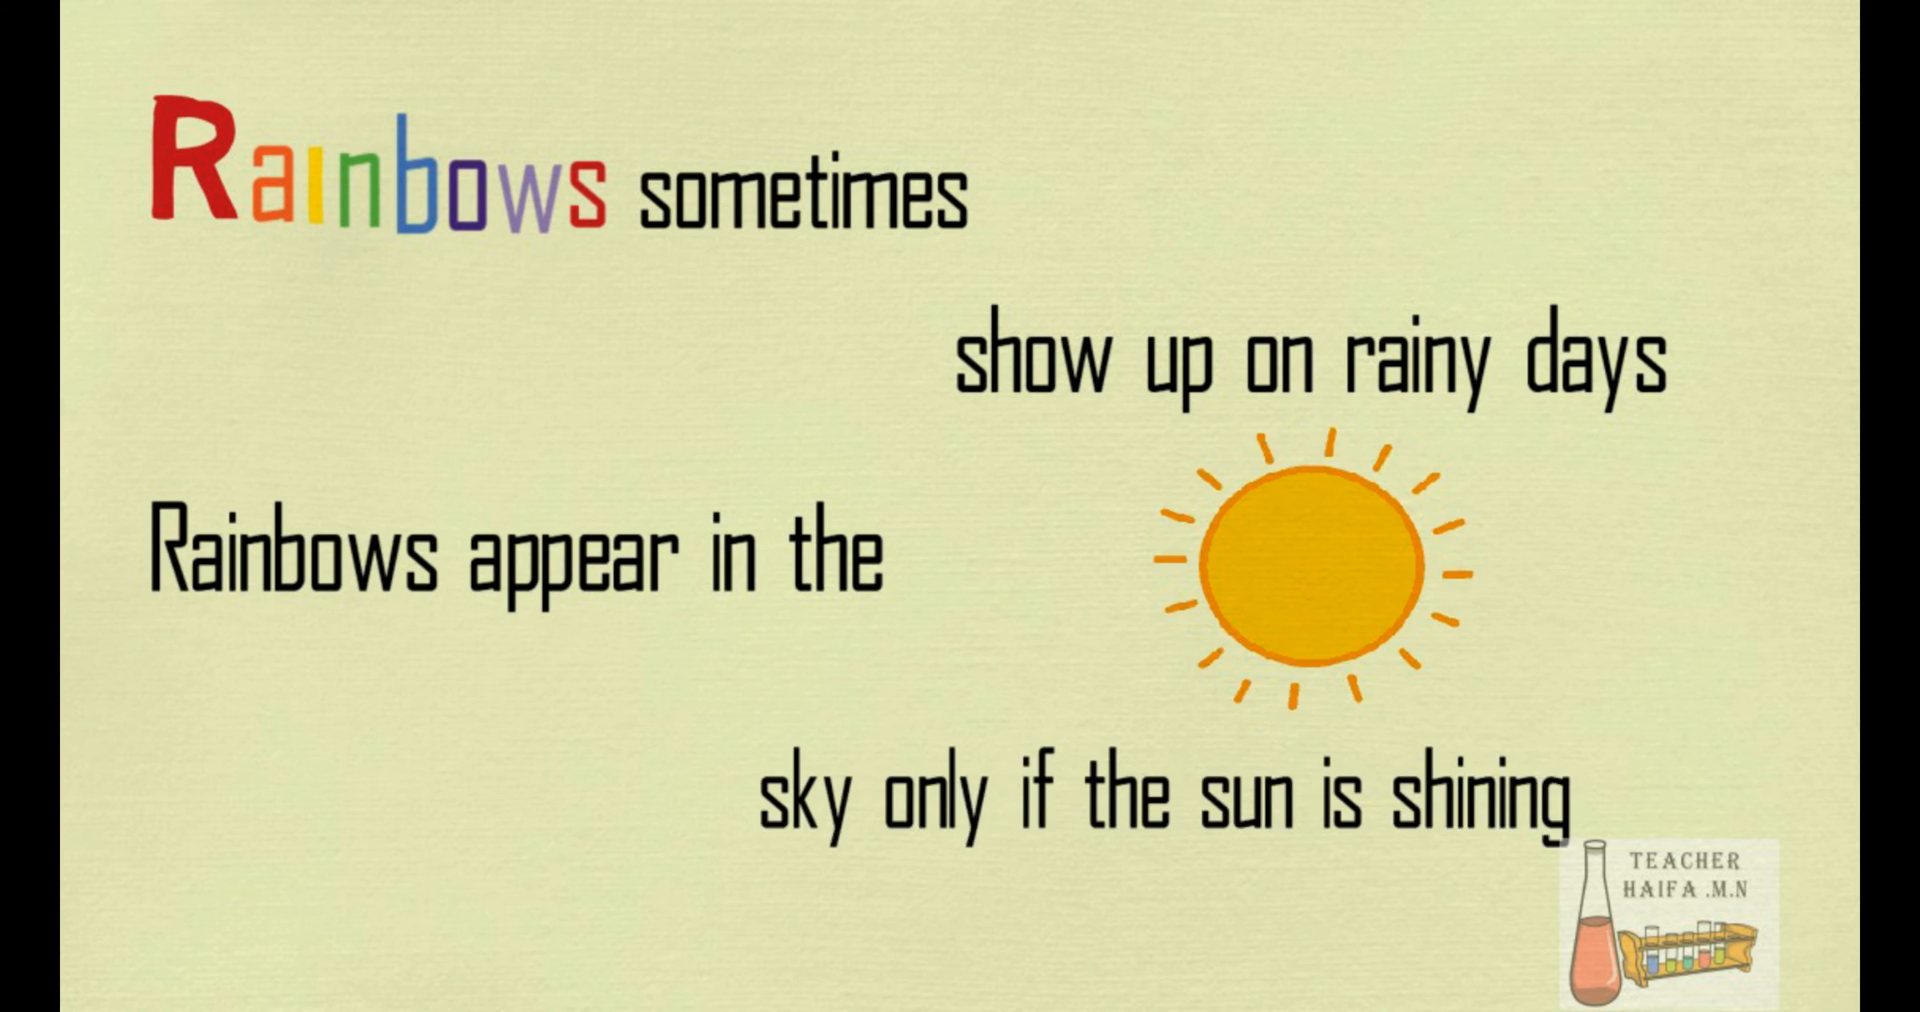 Rainbows sometimes
show up on rainy days
Rainbows appear in the
sky only if the sun is shining
TEACHER
HAIFA .M.N